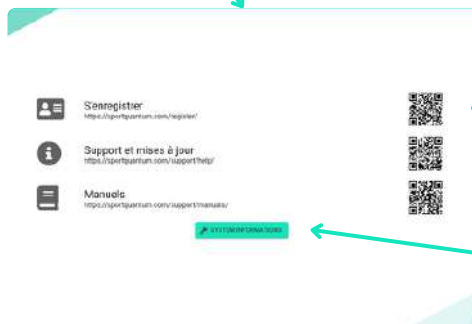 S'enregistrer
https://sportquantum.com/register/
Support et mises à jour
https://sportquantum.com/support/help/
Manuals
https://sportquantum.com/support/manuals/
SYSTEM INFORMATIONS